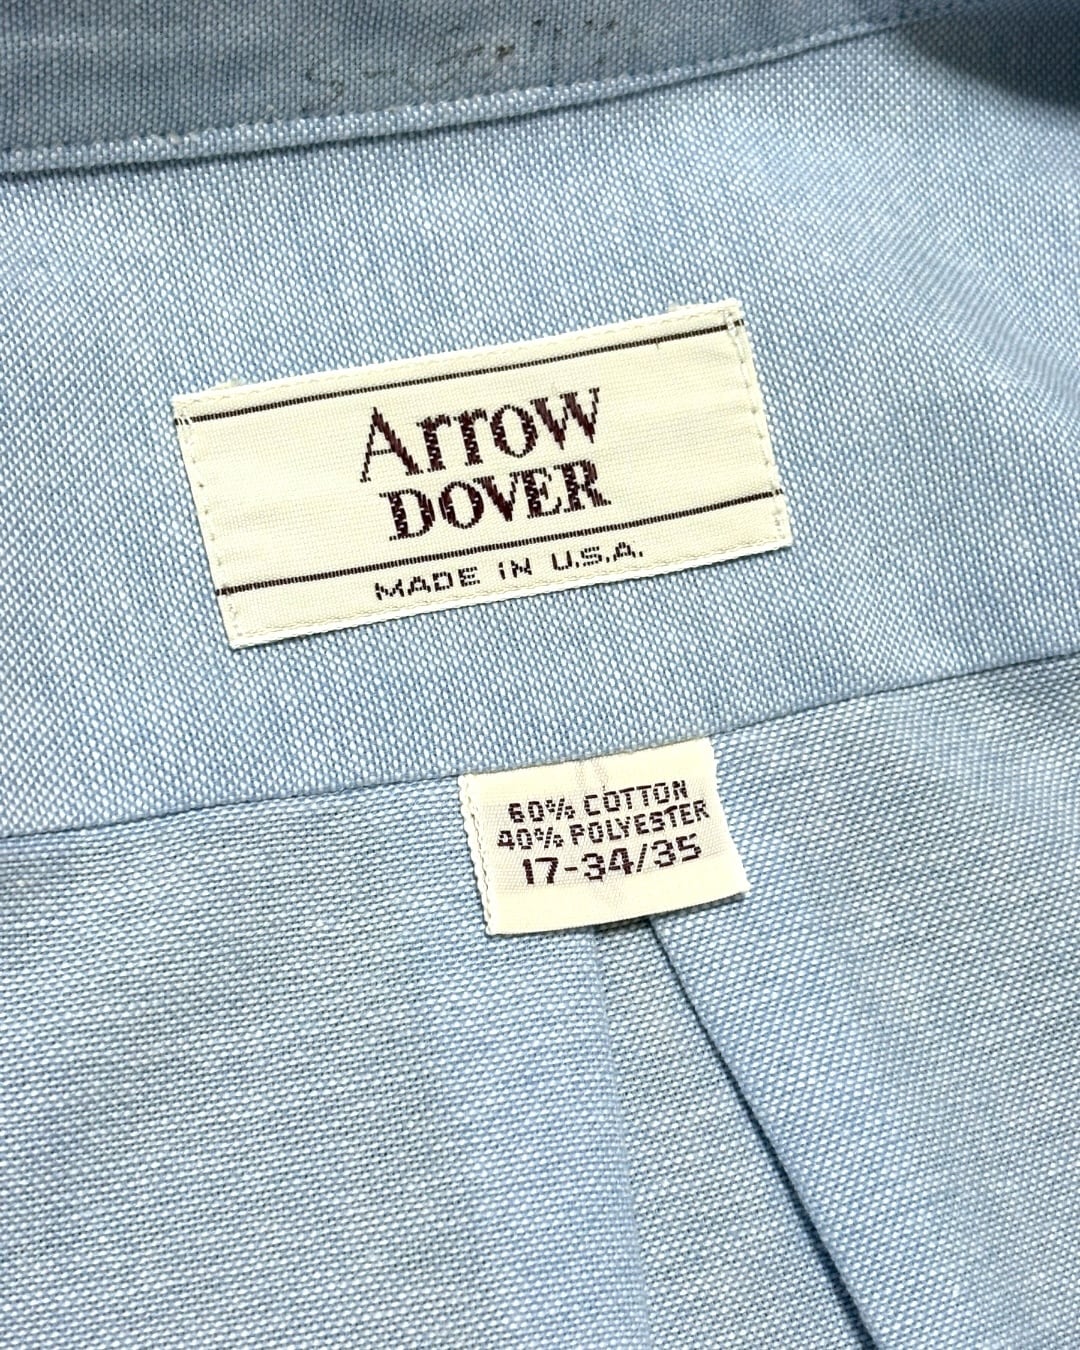 Arrow
DOVER
MADE IN U.S.A.
60% COTTON
40% POLYESTER
17-34/35